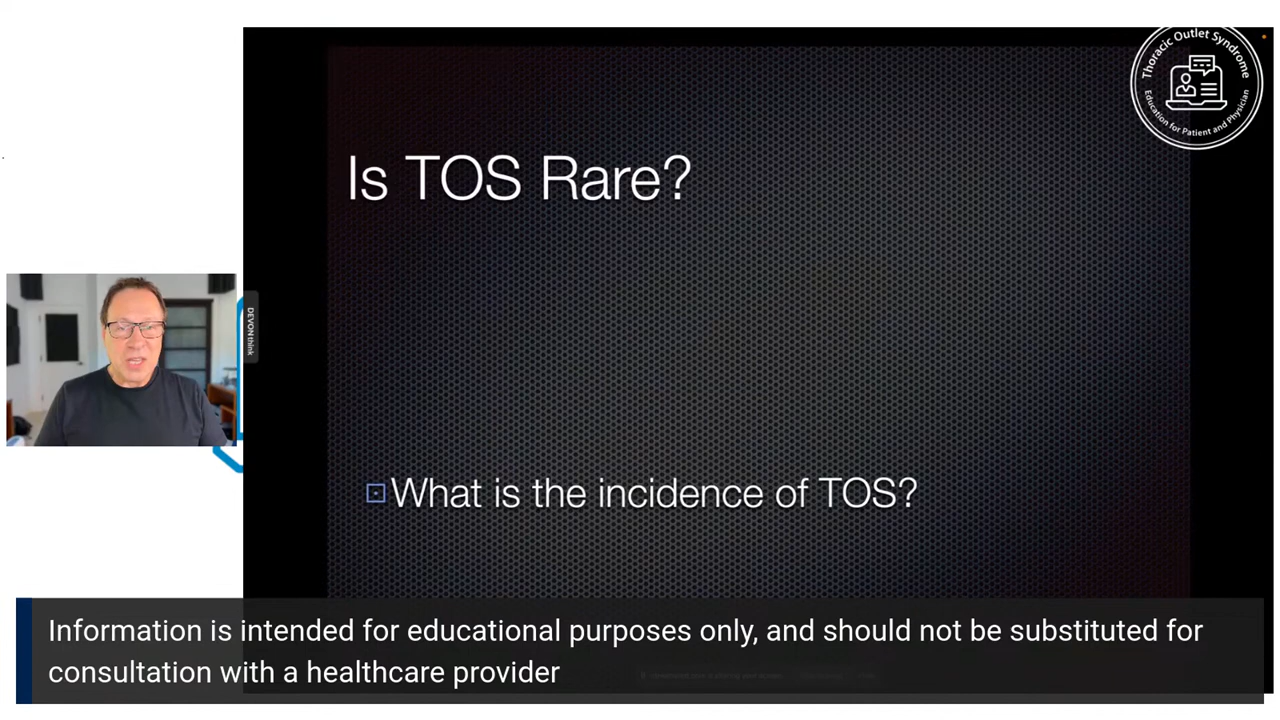 Thoracic Outlet Syndrome
Education for Patient and Physician
Is TOS Rare?
DEVONthink
What is the incidence of TOS?
Information is intended for educational purposes only, and should not be substituted for
consultation with a healthcare provider